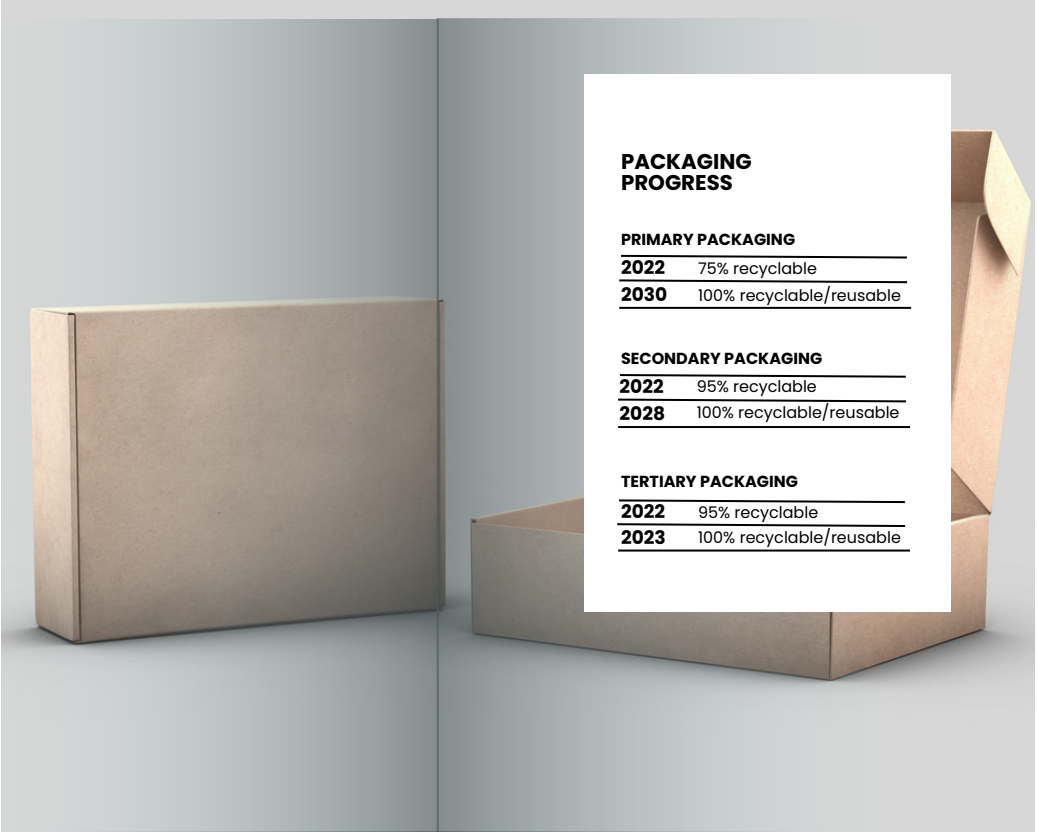 PACKAGING
PROGRESS
PRIMARY PACKAGING
2022 75% recyclable
2030 100% recyclable/reusable
SECONDARY PACKAGING
2022 95% recyclable
2028 100% recyclable/reusable
TERTIARY PACKAGING
2022 95% recyclable
2023 100% recyclable/reusable